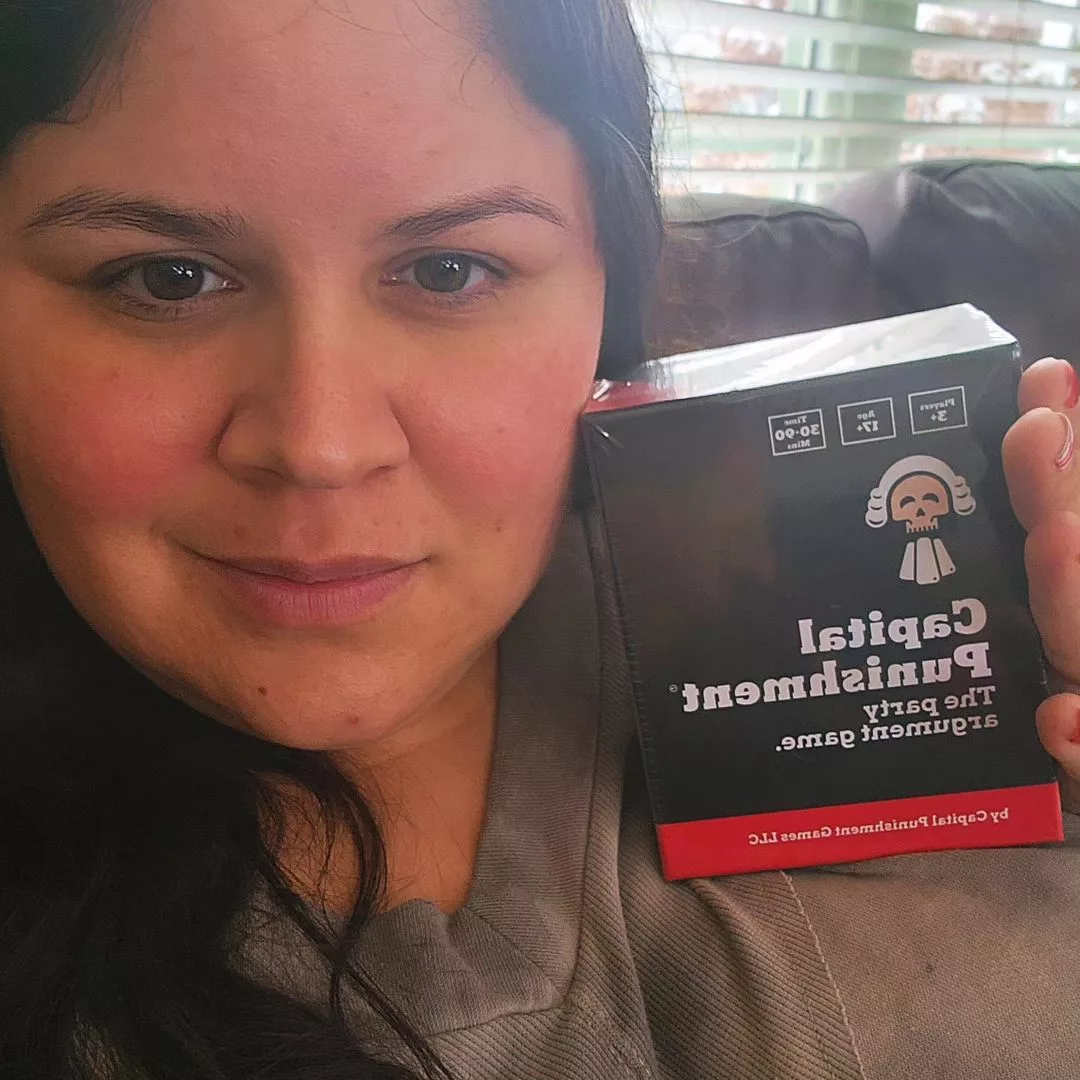 Players
3+
Age
17+
Time
30-90
Mins
Capital
Punishment®
The party
argument game.
by Capital Punishment Games LLC